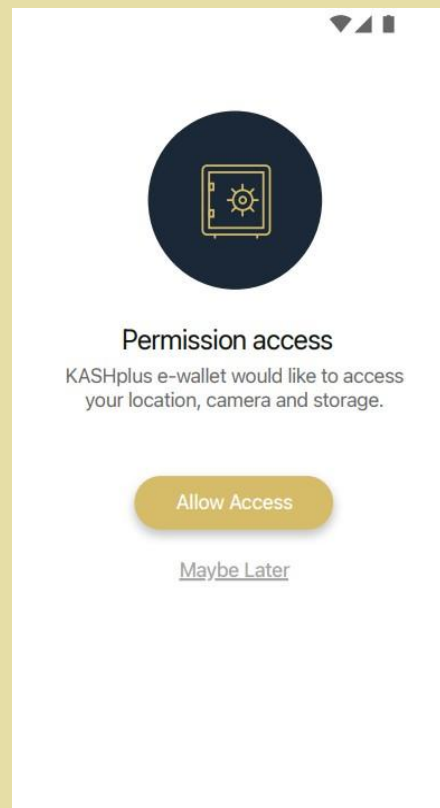 Permission access
KASHplus e-wallet would like to access
your location, camera and storage.
Allow Access
Maybe Later